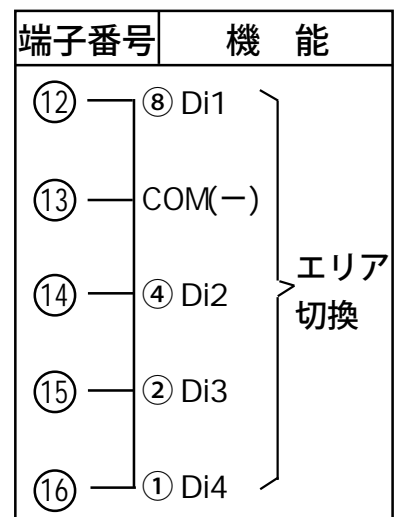 端子番号 機 能
⑫ ⑧ Di1
⑬ COM(ー)
⑭ ④ Di2
エリア
切換
⑮ ② Di3
⑯ ① Di4